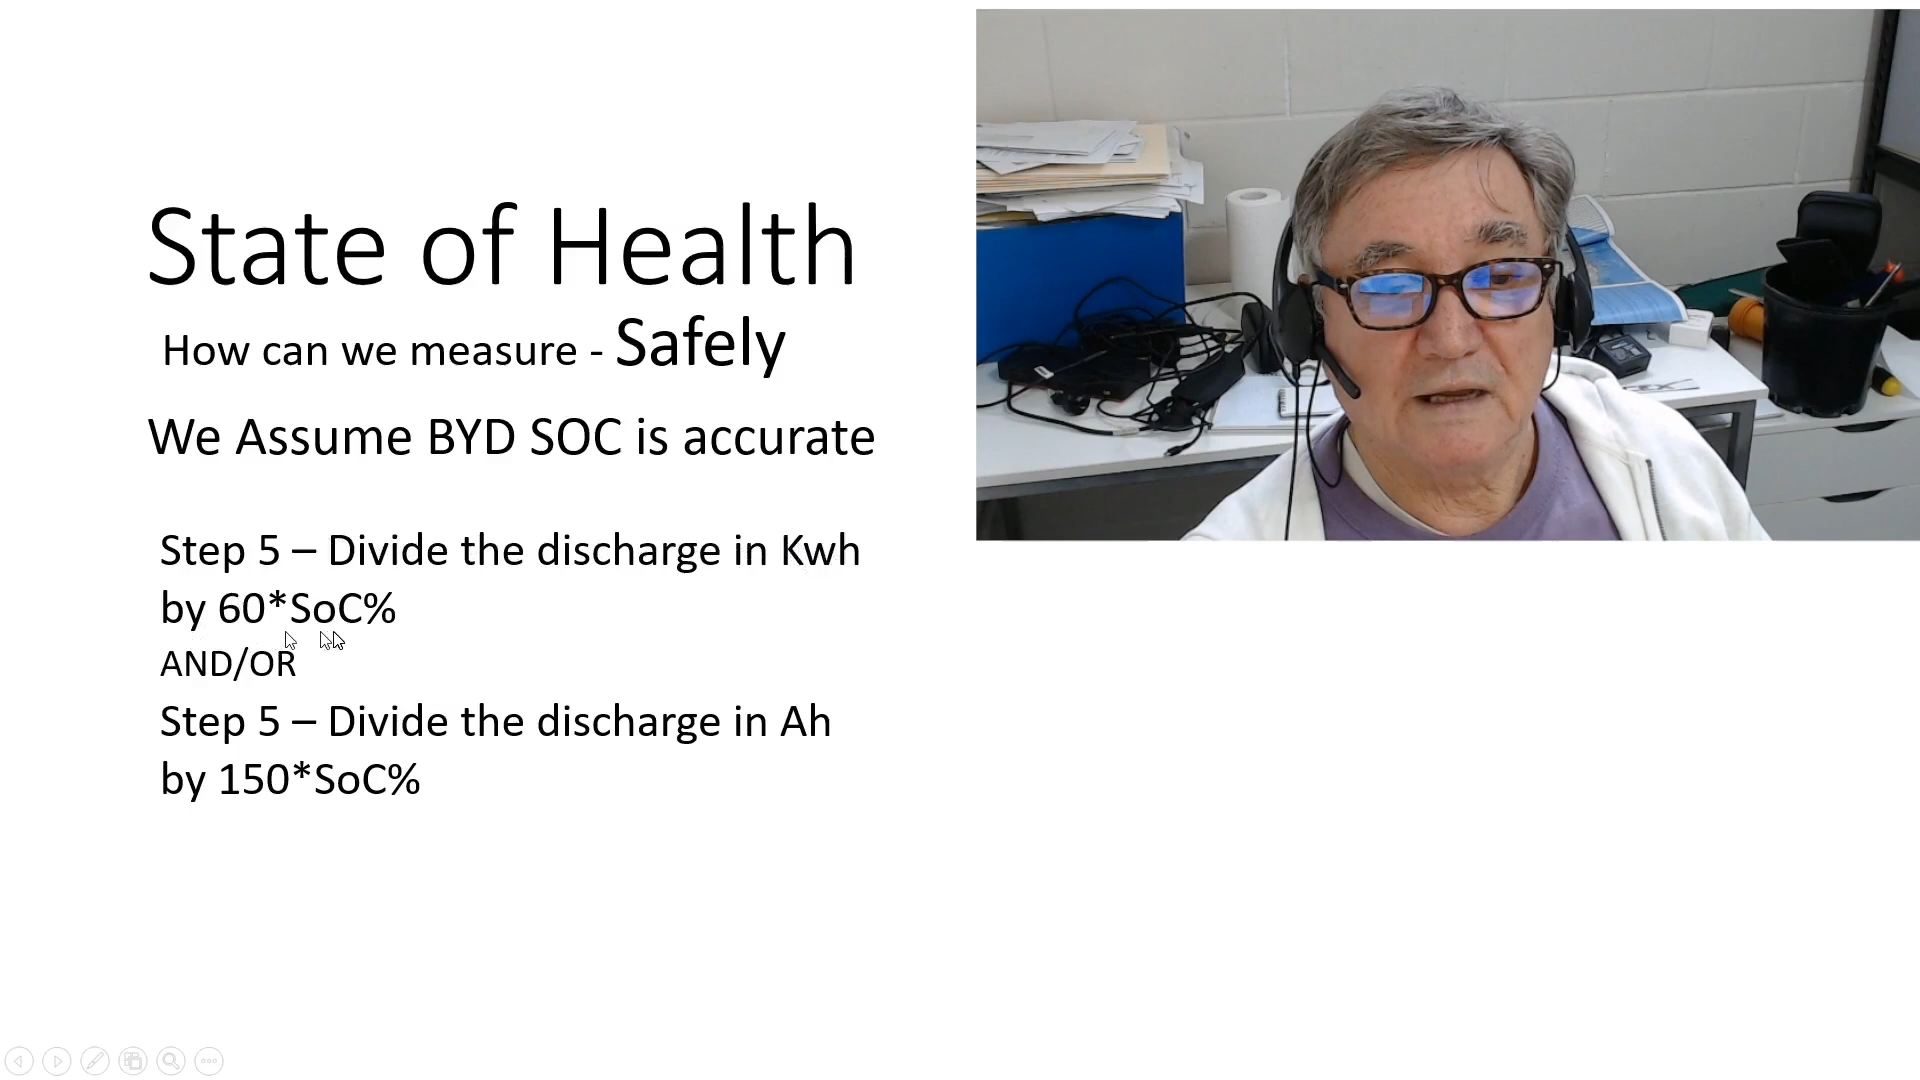 State of Health
How can we measure - Safely
We Assume BYD SOC is accurate
Step 5 – Divide the discharge in Kwh
by 60*SoC%
AND/OR
Step 5 – Divide the discharge in Ah
by 150*SoC%